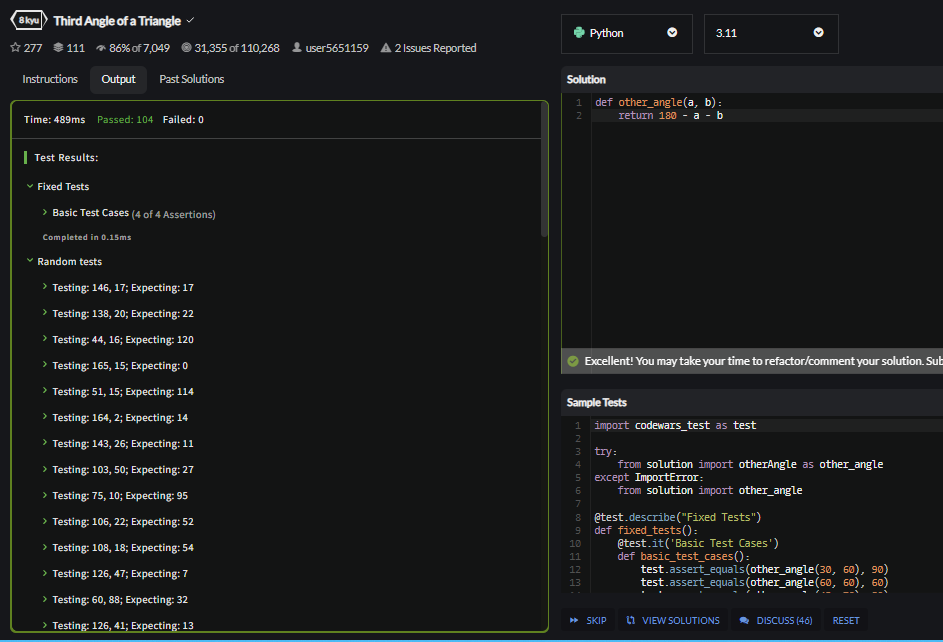 8 kyu Third Angle of a Triangle
277 111 86% of 7,049 31,355 of 110,268 user5651159 2 Issues Reported
Instructions Output Past Solutions
Time: 489ms Passed: 104 Failed: 0
Test Results:
Fixed Tests
Basic Test Cases (4 of 4 Assertions)
Completed in 0.15ms
Random tests
Testing: 146, 17; Expecting: 17
Testing: 138, 20; Expecting: 22
Testing: 44, 16; Expecting: 120
Testing: 165, 15; Expecting: 0
Testing: 51, 15; Expecting: 114
Testing: 164, 2; Expecting: 14
Testing: 143, 26; Expecting: 11
Testing: 103, 50; Expecting: 27
Testing: 75, 10; Expecting: 95
Testing: 106, 22; Expecting: 52
Testing: 108, 18; Expecting: 54
Testing: 126, 47; Expecting: 7
Testing: 60, 88; Expecting: 32
Testing: 126, 41; Expecting: 13
Python 3.11
Solution
1 def other_angle(a, b):
2 return 180 - a - b
Excellent! You may take your time to refactor/comment your solution. Sub
Sample Tests
1 import codewars_test as test
2
3 try:
4 from solution import otherAngle as other_angle
5 except ImportError:
6 from solution import other_angle
7
8 @test.describe("Fixed Tests")
9 def fixed_tests():
10 @test.it('Basic Test Cases')
11 def basic_test_cases():
12 test.assert_equals(other_angle(30, 60), 90)
13 test.assert_equals(other_angle(60, 60), 60)
SKIP VIEW SOLUTIONS DISCUSS (46) RESET